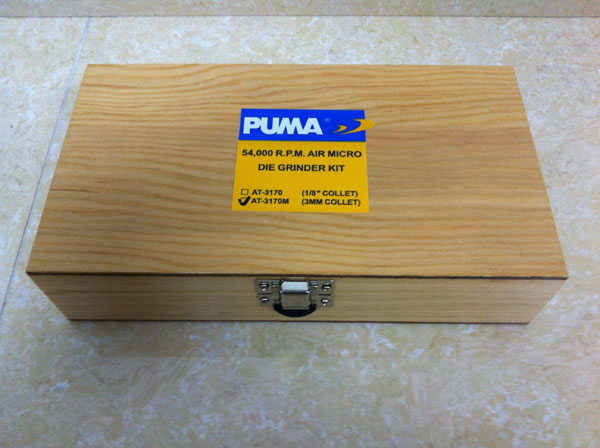 PUMA
54,000 R.P.M. AIR MICRO
DIE GRINDER KIT
☐ AT-3170 (1/8" COLLET)
☑ AT-3170M (3MM COLLET)